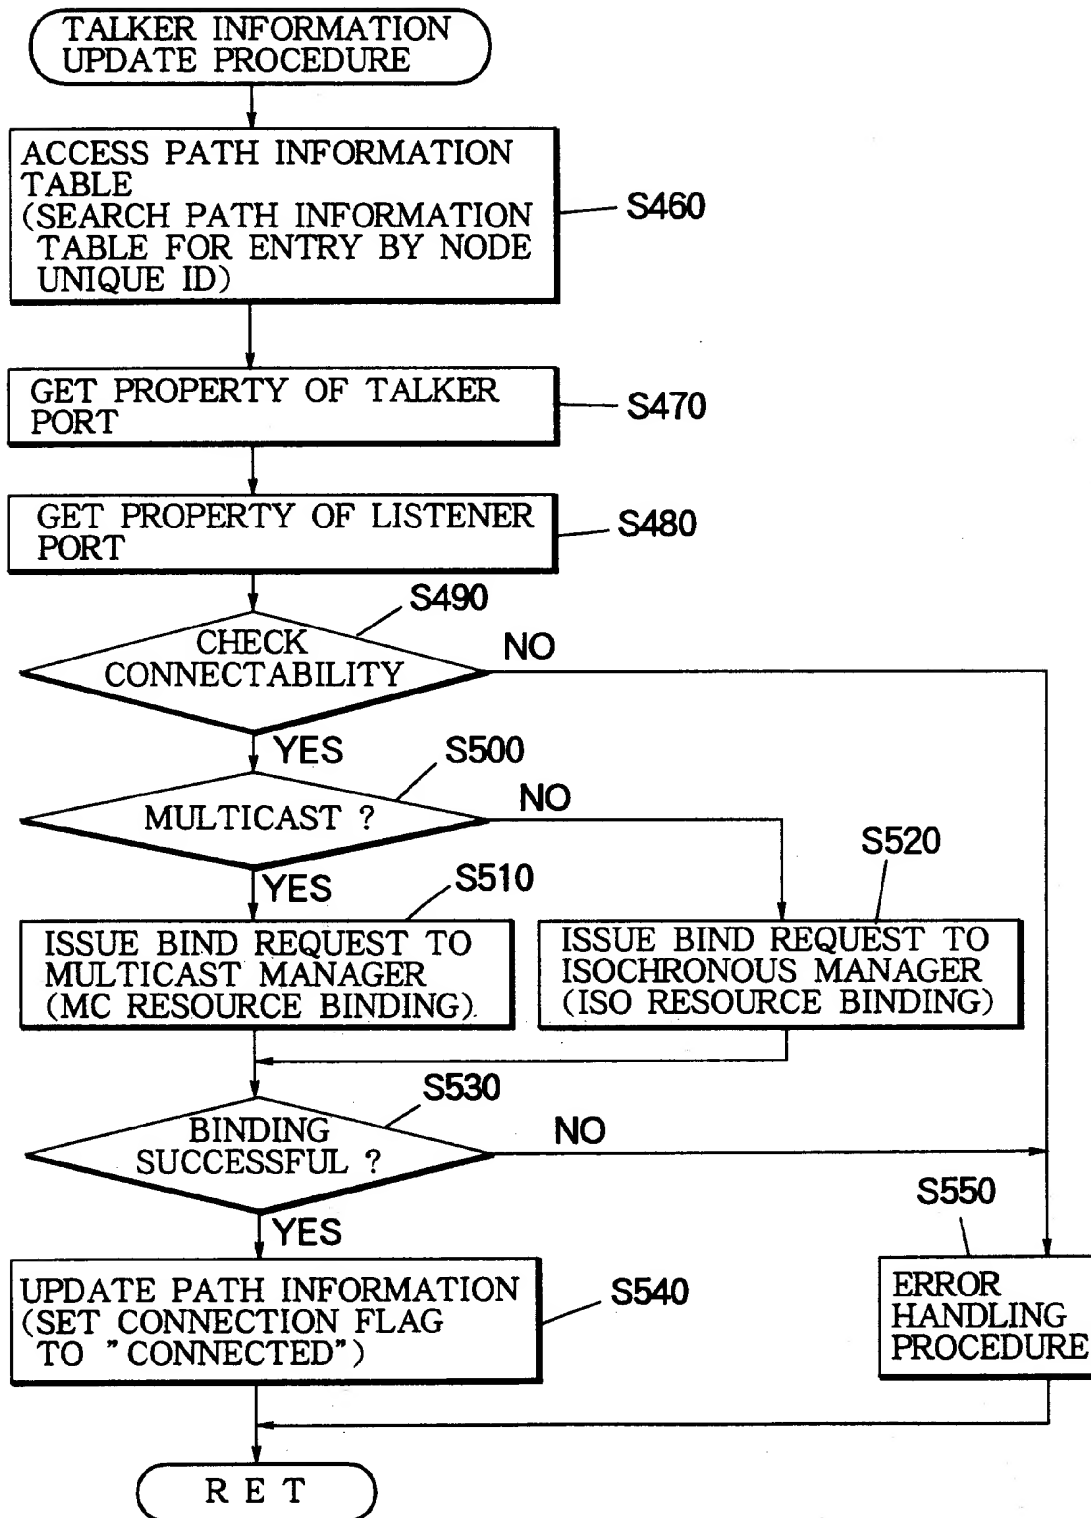 TALKER INFORMATION
UPDATE PROCEDURE
ACCESS PATH INFORMATION
TABLE
(SEARCH PATH INFORMATION
TABLE FOR ENTRY BY NODE
UNIQUE ID)
S460
GET PROPERTY OF TALKER
PORT
S470
GET PROPERTY OF LISTENER
PORT
S480
S490
CHECK
CONNECTABILITY
NO
YES
S500
MULTICAST ?
NO
YES
S510
S520
ISSUE BIND REQUEST TO
MULTICAST MANAGER
(MC RESOURCE BINDING)
ISSUE BIND REQUEST TO
ISOCHRONOUS MANAGER
(ISO RESOURCE BINDING)
S530
BINDING
SUCCESSFUL ?
NO
YES
S550
UPDATE PATH INFORMATION
(SET CONNECTION FLAG
TO "CONNECTED")
S540
ERROR
HANDLING
PROCEDURE
R E T